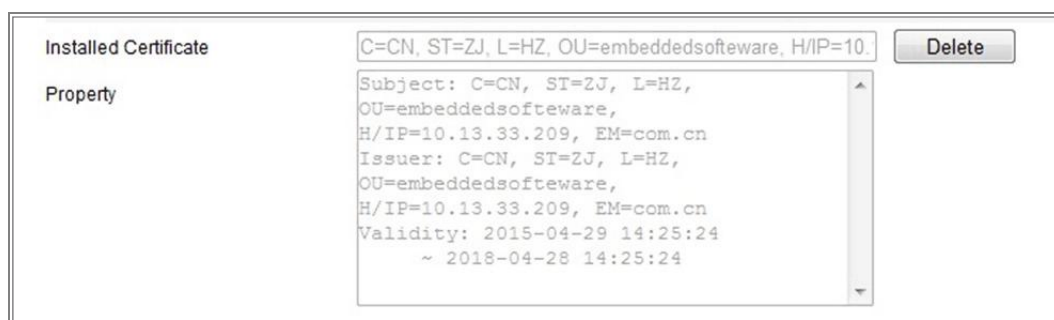 Installed Certificate
C=CN, ST=ZJ, L=HZ, OU=embeddedsofteware, H/IP=10.
Delete
Property
Subject: C=CN, ST=ZJ, L=HZ,
OU=embeddedsofteware,
H/IP=10.13.33.209, EM=com.cn
Issuer: C=CN, ST=ZJ, L=HZ,
OU=embeddedsofteware,
H/IP=10.13.33.209, EM=com.cn
Validity: 2015-04-29 14:25:24
~ 2018-04-28 14:25:24